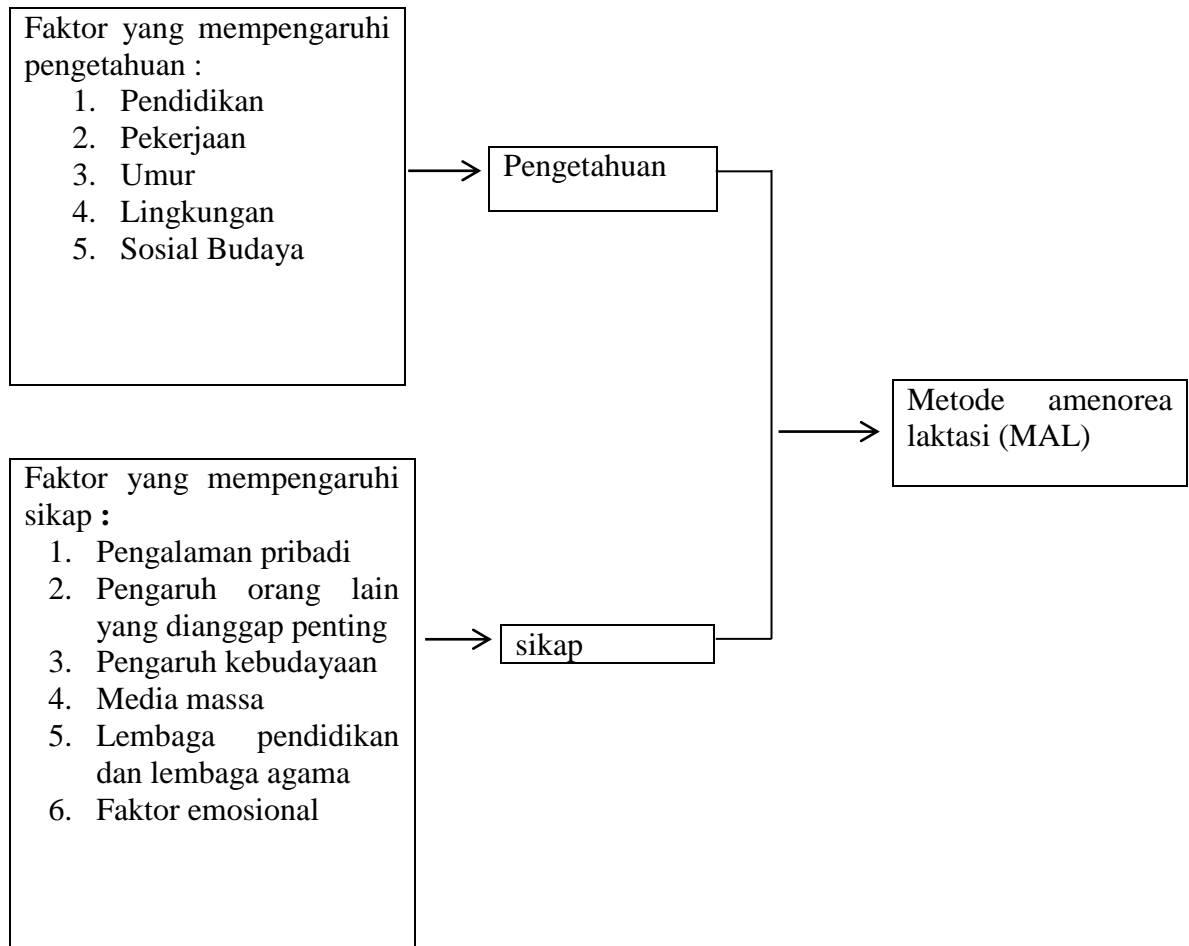 Faktor yang mempengaruhi
pengetahuan :
1. Pendidikan
2. Pekerjaan
3. Umur
4. Lingkungan
5. Sosial Budaya
Pengetahuan
Metode amenorea
laktasi (MAL)
Faktor yang mempengaruhi
sikap :
1. Pengalaman pribadi
2. Pengaruh orang lain
yang dianggap penting
3. Pengaruh kebudayaan
4. Media massa
5. Lembaga pendidikan
dan lembaga agama
6. Faktor emosional
sikap